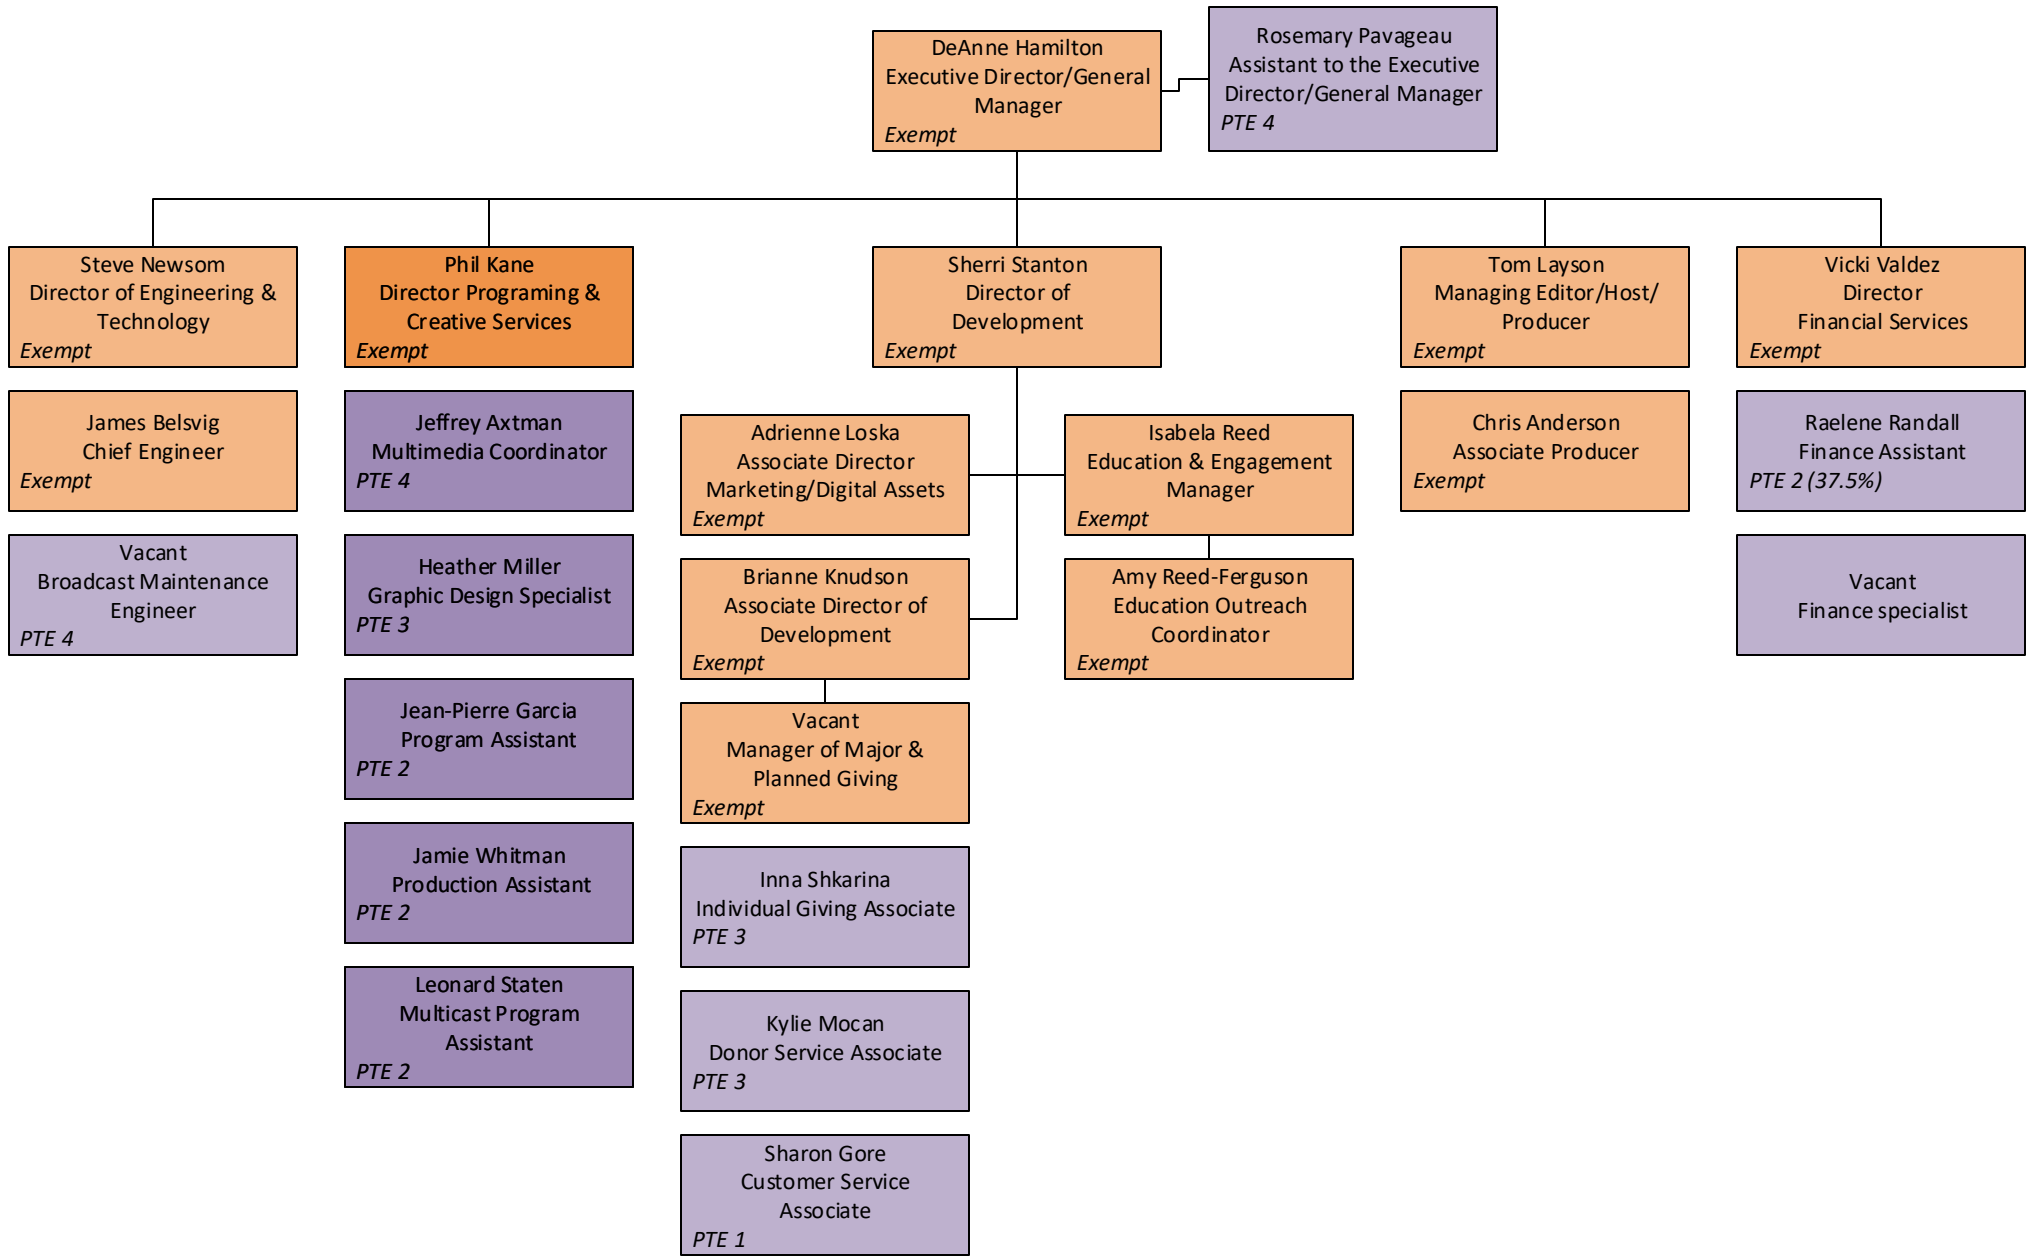 DeAnne Hamilton
Executive Director/General
Manager
Exempt
Rosemary Pavageau
Assistant to the Executive
Director/General Manager
PTE 4
Steve Newsom
Director of Engineering &
Technology
Exempt
Phil Kane
Director Programing &
Creative Services
Exempt
Sherri Stanton
Director of
Development
Exempt
Tom Layson
Managing Editor/Host/
Producer
Exempt
Vicki Valdez
Director
Financial Services
Exempt
James Belsvig
Chief Engineer
Exempt
Jeffrey Axtman
Multimedia Coordinator
PTE 4
Adrienne Loska
Associate Director
Marketing/Digital Assets
Exempt
Isabela Reed
Education & Engagement
Manager
Exempt
Chris Anderson
Associate Producer
Exempt
Raelene Randall
Finance Assistant
PTE 2 (37.5%)
Vacant
Broadcast Maintenance
Engineer
PTE 4
Heather Miller
Graphic Design Specialist
PTE 3
Brianne Knudson
Associate Director of
Development
Exempt
Amy Reed-Ferguson
Education Outreach
Coordinator
Exempt
Vacant
Finance specialist
Jean-Pierre Garcia
Program Assistant
PTE 2
Vacant
Manager of Major &
Planned Giving
Exempt
Jamie Whitman
Production Assistant
PTE 2
Inna Shkarina
Individual Giving Associate
PTE 3
Leonard Staten
Multicast Program
Assistant
PTE 2
Kylie Mocan
Donor Service Associate
PTE 3
Sharon Gore
Customer Service
Associate
PTE 1